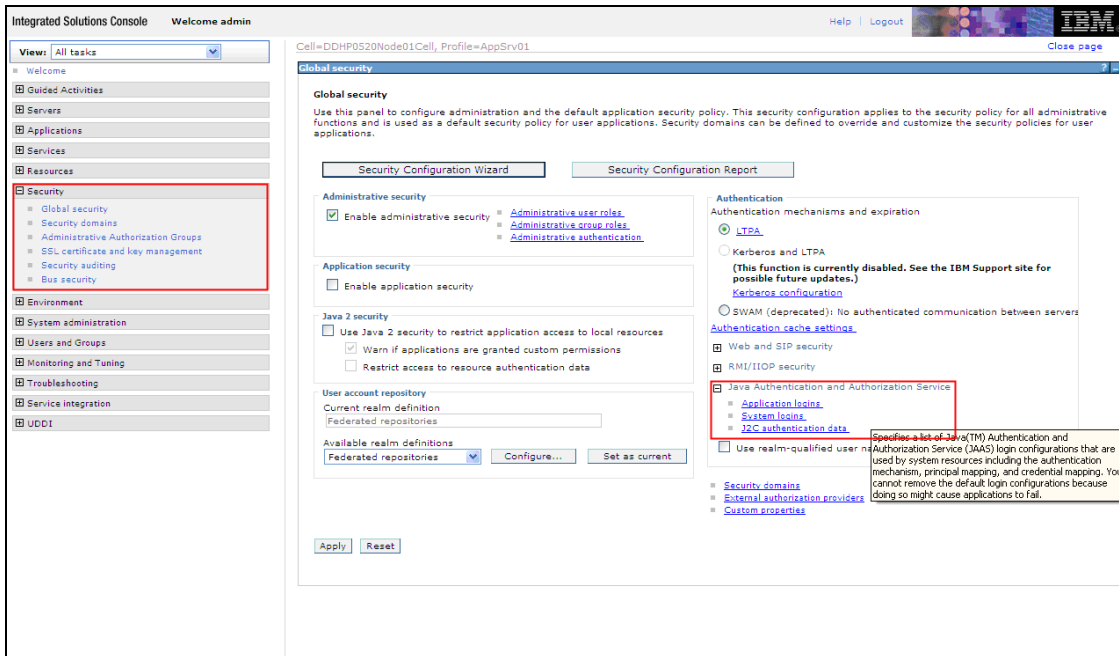 Integrated Solutions Console Welcome admin Help | Logout IBM.
View: All tasks
Cell=DDHP0520Node01Cell, Profile=AppSrv01 Close page
Welcome
Guided Activities
Servers
Applications
Services
Resources
Security
Global security
Security domains
Administrative Authorization Groups
SSL certificate and key management
Security auditing
Bus security
Environment
System administration
Users and Groups
Monitoring and Tuning
Troubleshooting
Service integration
UDDI
Global security ? _
Global security
Use this panel to configure administration and the default application security policy. This security configuration applies to the security policy for all administrative
functions and is used as a default security policy for user applications. Security domains can be defined to override and customize the security policies for user
applications.
Security Configuration Wizard Security Configuration Report
Administrative security
Enable administrative security
Administrative user roles
Administrative group roles
Administrative authentication
Application security
Enable application security
Java 2 security
Use Java 2 security to restrict application access to local resources
Warn if applications are granted custom permissions
Restrict access to resource authentication data
User account repository
Current realm definition
Federated repositories
Available realm definitions
Federated repositories Configure... Set as current
Authentication
Authentication mechanisms and expiration
LTPA
Kerberos and LTPA
(This function is currently disabled. See the IBM Support site for
possible future updates.)
Kerberos configuration
SWAM (deprecated): No authenticated communication between servers
Authentication cache settings
Web and SIP security
RMI/IIOP security
Java Authentication and Authorization Service
Application logins
System logins
J2C authentication data
Use realm-qualified user
Specifies a list of Java(TM) Authentication and
Authorization Service (JAAS) login configurations that are
used by system resources including the authentication
mechanism, principal mapping, and credential mapping. You
cannot remove the default login configurations because
doing so might cause applications to fail.
Security domains
External authorization providers
Custom properties
Apply Reset